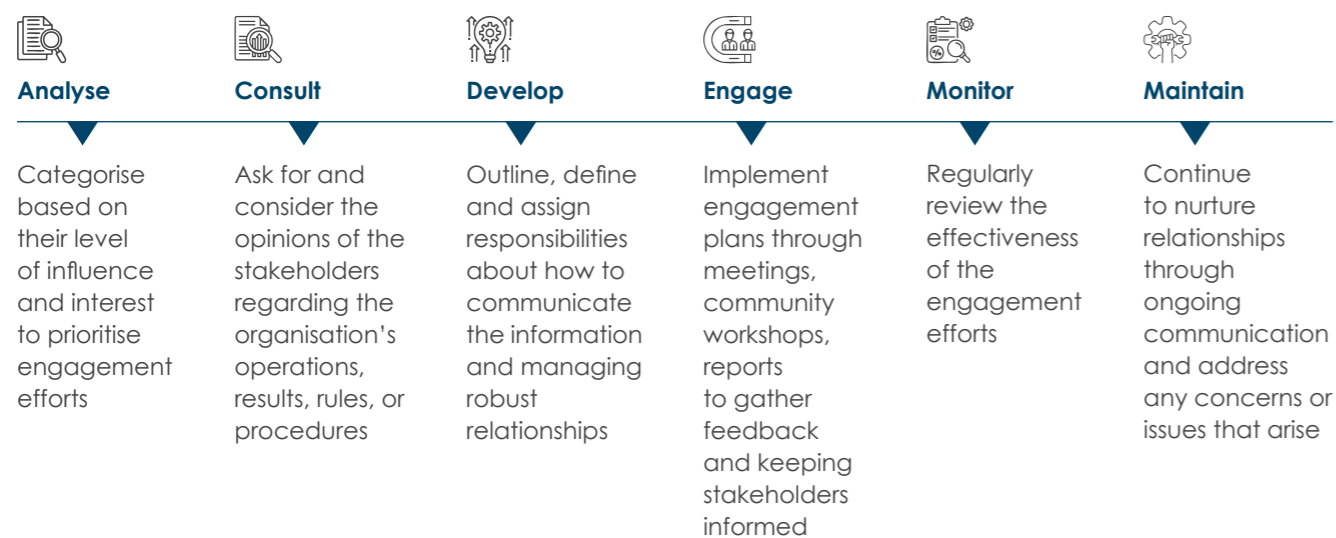 Analyse
Categorise
based on
their level
of influence
and interest
to prioritise
engagement
efforts
Consult
Ask for and
consider the
opinions of the
stakeholders
regarding the
organisation’s
operations,
results, rules, or
procedures
Develop
Outline, define
and assign
responsibilities
about how to
communicate
the information
and managing
robust
relationships
Engage
Implement
engagement
plans through
meetings,
community
workshops,
reports
to gather
feedback
and keeping
stakeholders
informed
Monitor
Regularly
review the
effectiveness
of the
engagement
efforts
Maintain
Continue
to nurture
relationships
through
ongoing
communication
and address
any concerns or
issues that arise